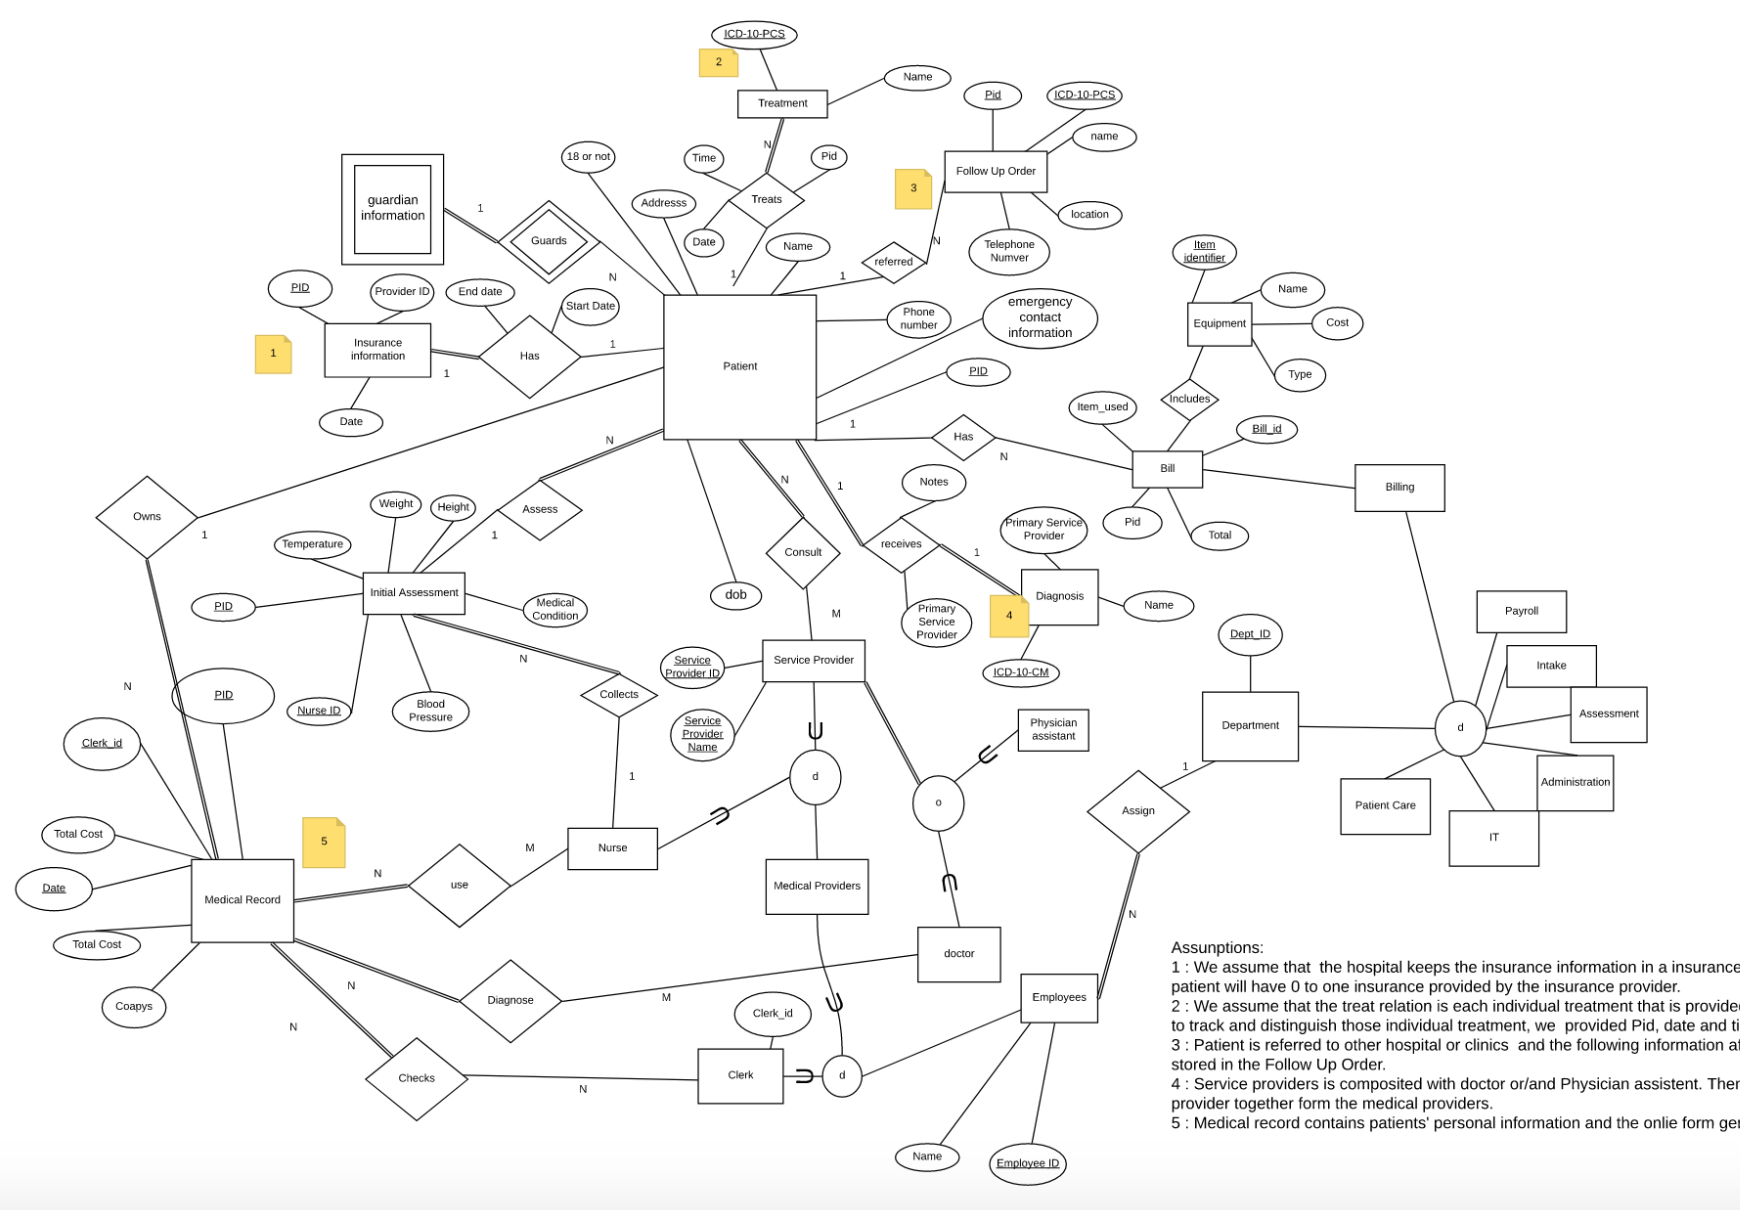 ICD-10-PCS
2
Name
Treatment
Pid
ICD-10-PCS
name
18 or not
Time
Pid
N
guardian
information
Follow Up Order
3
Treats
Addresss
1
location
Guards
Date
Name
N
Telephone
Numver
Item
identifier
referred
1
N
1
PID
Provider ID
End date
Start Date
Name
emergency
contact
information
Phone
number
Equipment
Cost
Insurance
information
1
Has
1
1
Patient
PID
Type
Includes
Date
Item_used
1
Has
N
Bill_id
N
Bill
Billing
Notes
N
1
Owns
1
Weight
Height
Assess
1
Temperature
Primary Service
Provider
Pid
Total
Consult
receives
1
Initial Assessment
dob
Diagnosis
Name
PID
Medical
Condition
M
Primary
Service
Provider
4
Payroll
Dept_ID
N
Service Provider
Service
Provider ID
ICD-10-CM
Intake
N
PID
Collects
Nurse ID
Blood
Pressure
Service
Provider
Name
Physician
assistant
Department
d
Assessment
Clerk_id
1
d
1
Administration
o
Patient Care
Assign
Total Cost
5
M
Nurse
IT
N
use
Date
Medical Record
Medical Providers
N
Total Cost
doctor
N
Diagnose
M
Employees
Coapys
N
Clerk_id
Checks
N
Clerk
d
Name
Employee ID
Assunptions:
1 : We assume that the hospital keeps the insurance information in a insurance
patient will have 0 to one insurance provided by the insurance provider.
2 : We assume that the treat relation is each individual treatment that is provide
to track and distinguish those individual treatment, we provided Pid, date and ti
3 : Patient is referred to other hospital or clinics and the following information a
stored in the Follow Up Order.
4 : Service providers is composited with doctor or/and Physician assistent. The
provider together form the medical providers.
5 : Medical record contains patients' personal information and the onlie form ge